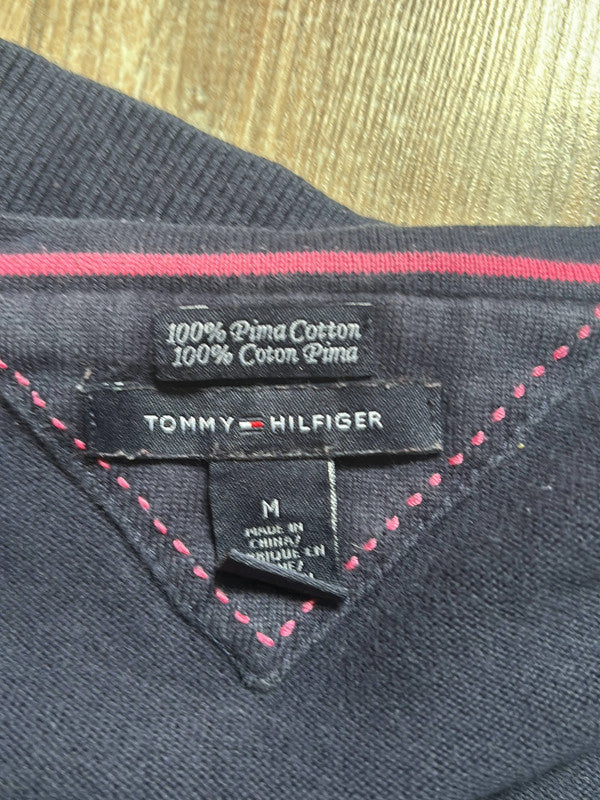 100% Pima Cotton
100% Coton Pima
TOMMY HILFIGER
M
MADE IN
CHINA/